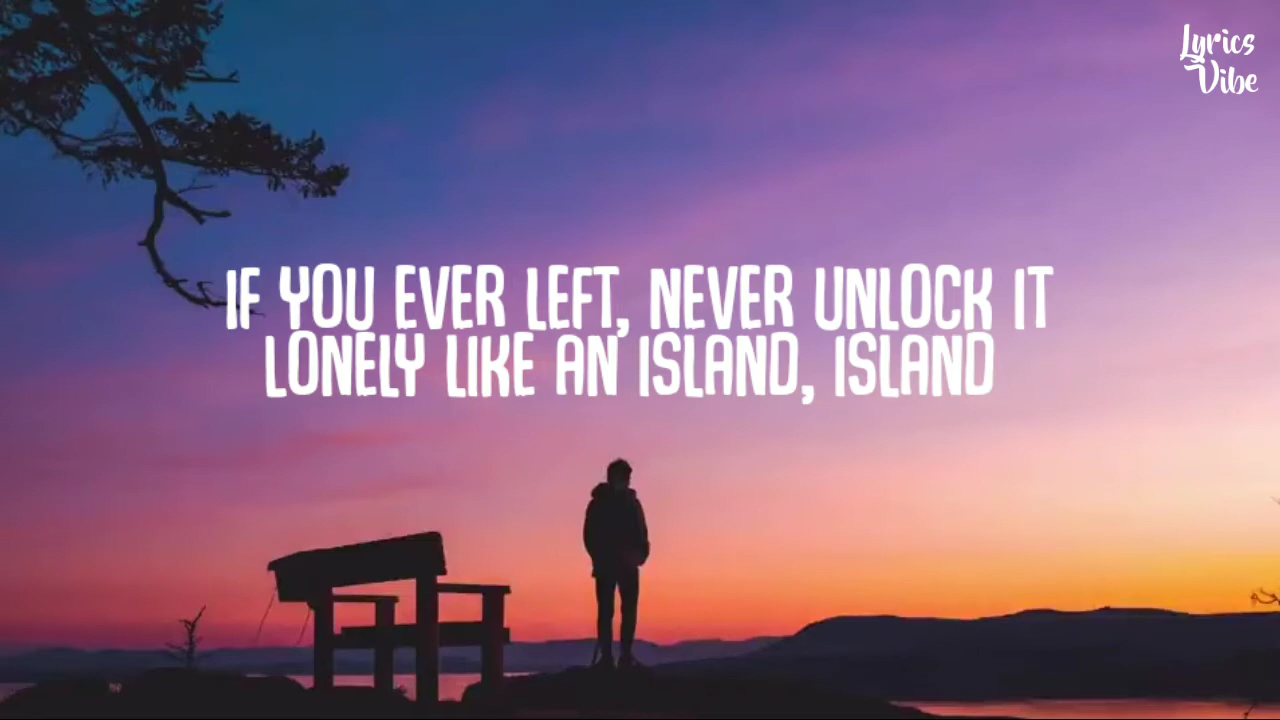 Lyrics
Vibe
IF YOU EVER LEFT, NEVER UNLOCK IT
LONELY LIKE AN ISLAND, ISLAND